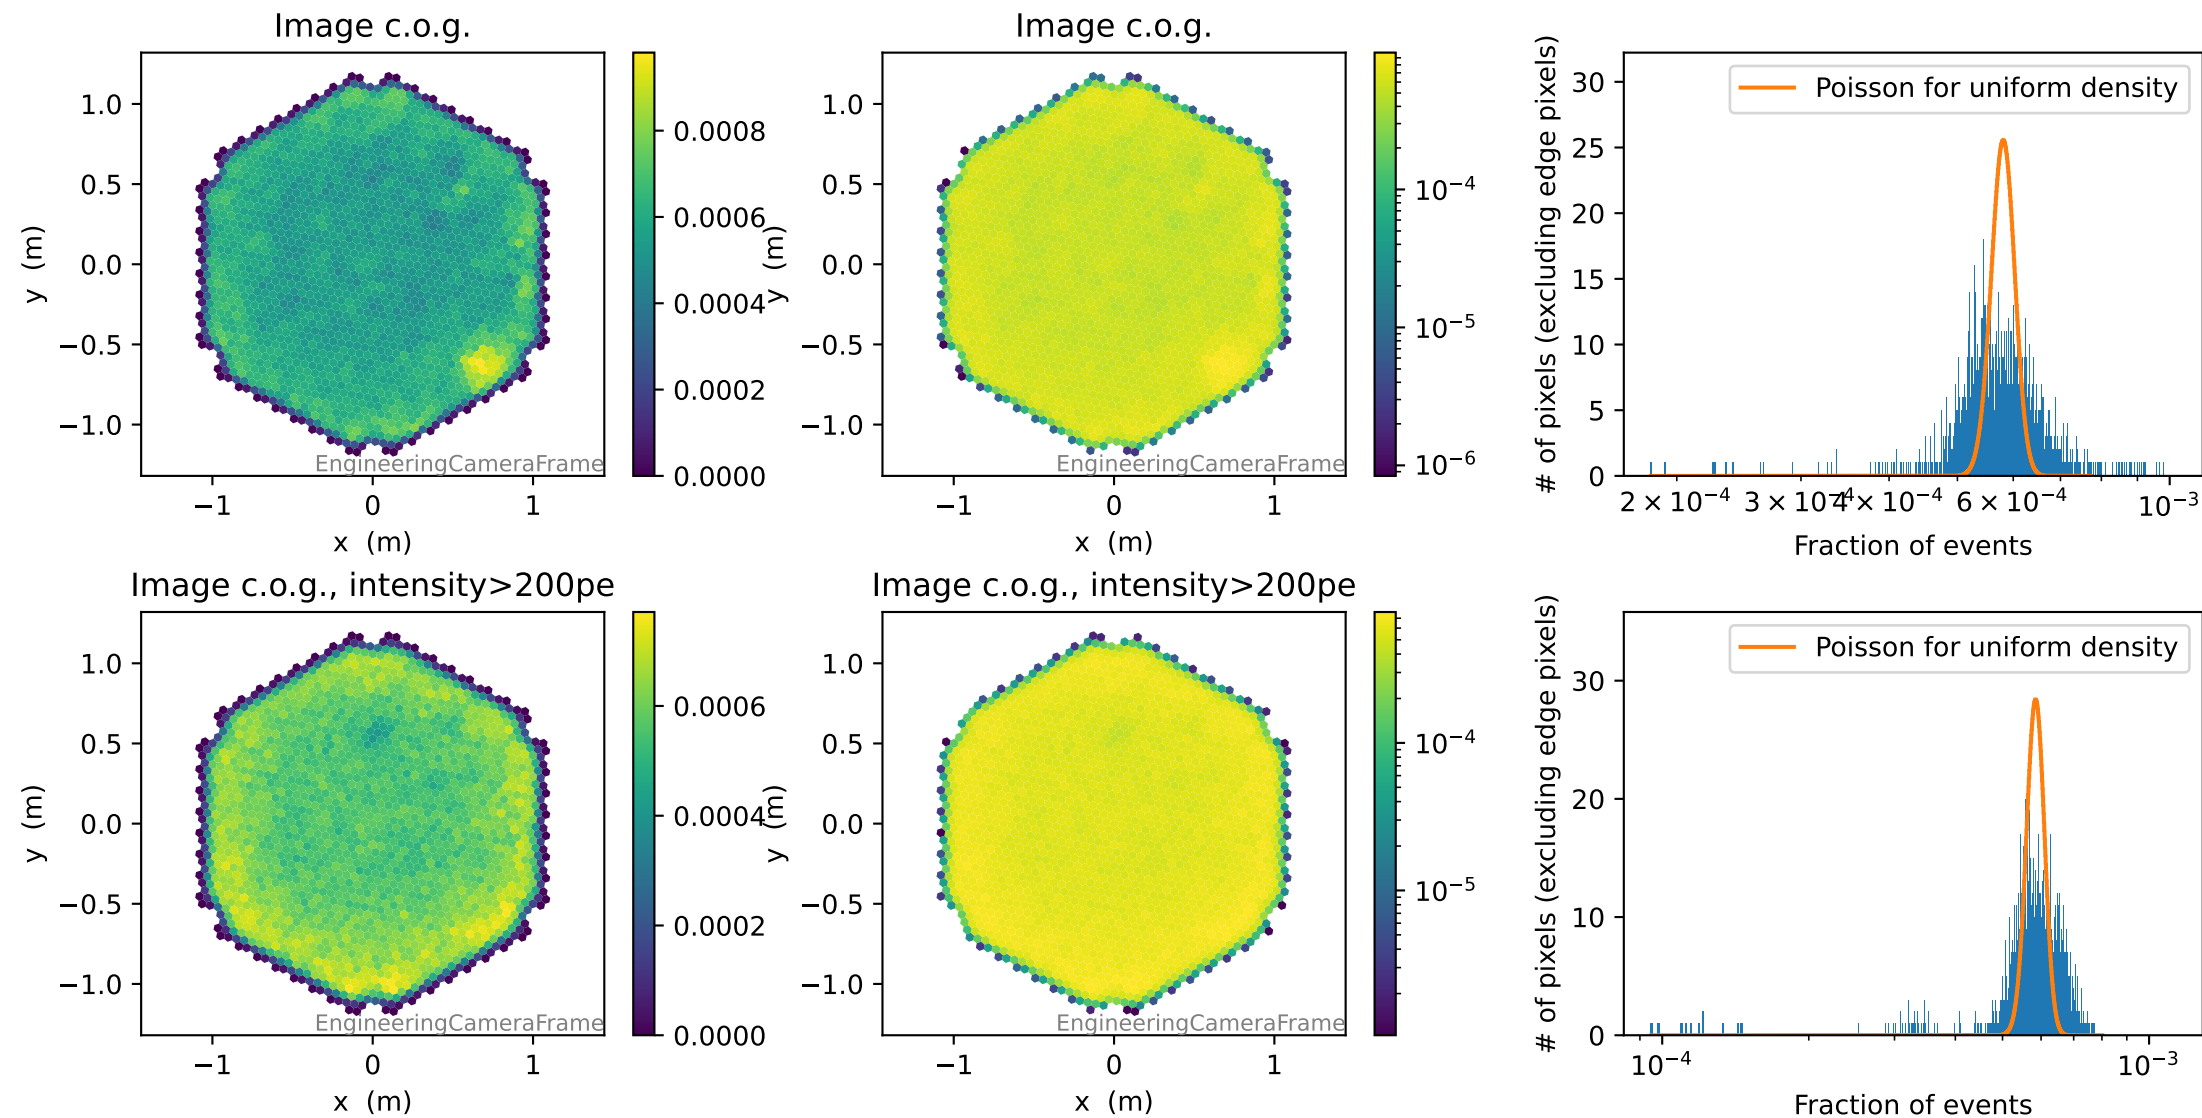 Image c.o.g.
1.0
0.5
0.0
−0.5
−1.0
y (m)
−1
0
1
x (m)
EngineeringCameraFrame
0.0008
0.0006
0.0004
0.0002
0.0000
Image c.o.g.
1.0
0.5
0.0
−0.5
−1.0
y (m)
−1
0
1
x (m)
EngineeringCameraFrame
10⁻⁴
10⁻⁵
10⁻⁶
Poisson for uniform density
30
25
20
15
10
5
0
# of pixels (excluding edge pixels)
2 × 10⁻⁴
3 × 10⁻⁴
4 × 10⁻⁴
6 × 10⁻⁴
10⁻³
Fraction of events
Image c.o.g., intensity>200pe
1.0
0.5
0.0
−0.5
−1.0
y (m)
−1
0
1
x (m)
EngineeringCameraFrame
0.0006
0.0004
0.0002
0.0000
Image c.o.g., intensity>200pe
1.0
0.5
0.0
−0.5
−1.0
y (m)
−1
0
1
x (m)
EngineeringCameraFrame
10⁻⁴
10⁻⁵
Poisson for uniform density
30
20
10
0
# of pixels (excluding edge pixels)
10⁻⁴
10⁻³
Fraction of events